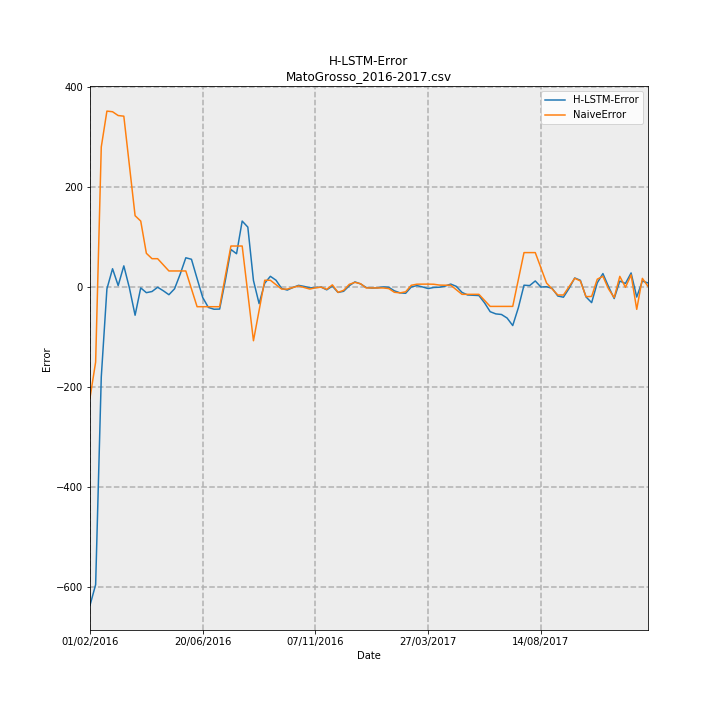 H-LSTM-Error
MatoGrosso_2016-2017.csv
H-LSTM-Error
NaiveError
400
200
0
−200
−400
−600
Error
01/02/2016
20/06/2016
07/11/2016
27/03/2017
14/08/2017
Date